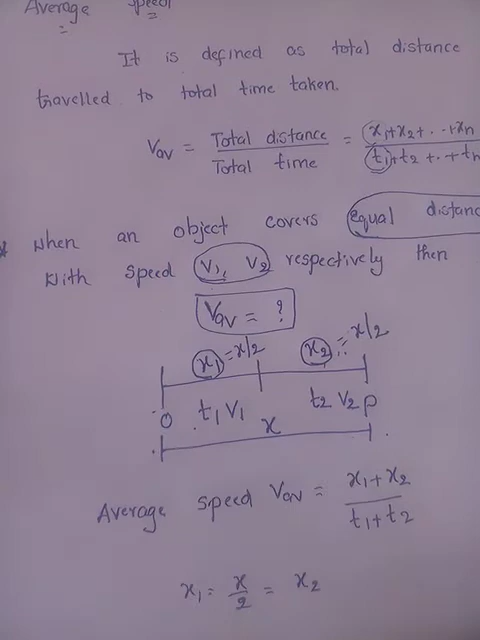 Average Speed
It is defined as total distance
travelled to total time taken.
Vav = Total distance / Total time = x1+x2+...+xn / t1+t2+..+tn
* When an object covers equal distanc
with speed V1, V2 respectively then
Vav = ?
x1 = x/2 x2 = x/2
O t1 V1 t2 V2 P
x
Average speed Vav = x1+x2 / t1+t2
x1 = x/2 = x2